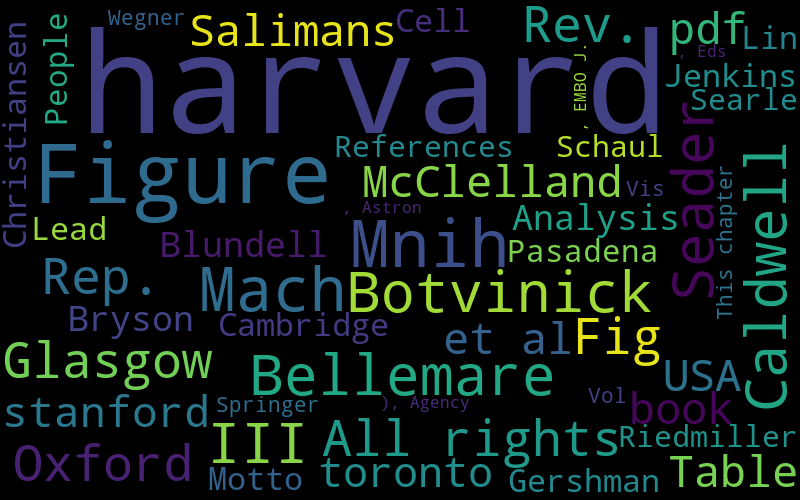 Wegner
Salimans
Cell
Rev.
pdf
Lin
People
harvard
, EMBO J.
, Eds
Jenkins
Searle
Christiansen
Figure
References
Schaul
Seader
Caldwell
McClelland
Vis
This chapter
, Astron
Lead
Blundell
Mnih
Analysis
Pasadena
Rep.
Mach
Botvinick
Bryson
Cambridge
et al
Fig
Glasgow
Bellemare
USA
stanford
Springer
), Agency
Vol
book
Oxford
III
All rights
Riedmiller
Motto
toronto
Gershman
Table